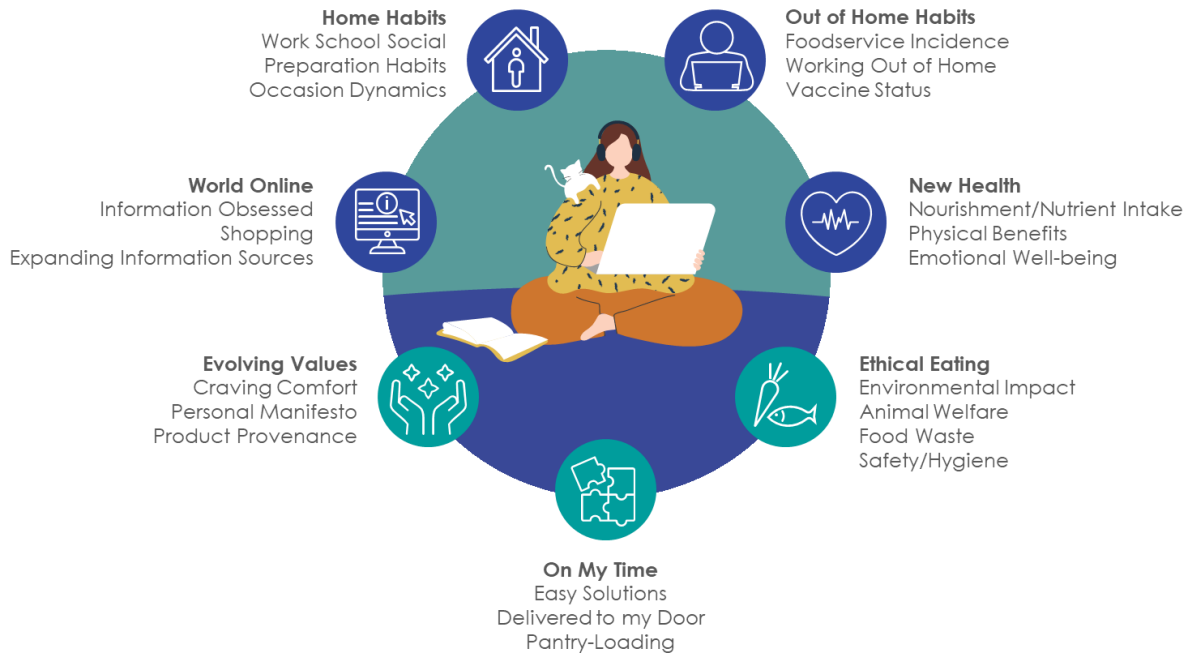 Home Habits
Work School Social
Preparation Habits
Occasion Dynamics
Out of Home Habits
Foodservice Incidence
Working Out of Home
Vaccine Status
World Online
Information Obsessed
Shopping
Expanding Information Sources
New Health
Nourishment/Nutrient Intake
Physical Benefits
Emotional Well-being
Evolving Values
Craving Comfort
Personal Manifesto
Product Provenance
Ethical Eating
Environmental Impact
Animal Welfare
Food Waste
Safety/Hygiene
On My Time
Easy Solutions
Delivered to my Door
Pantry-Loading